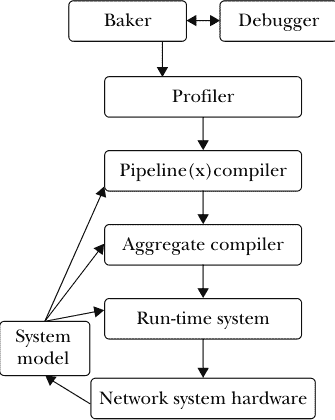 Baker
Debugger
Profiler
Pipeline(x)compiler
Aggregate compiler
Run-time system
System
model
Network system hardware